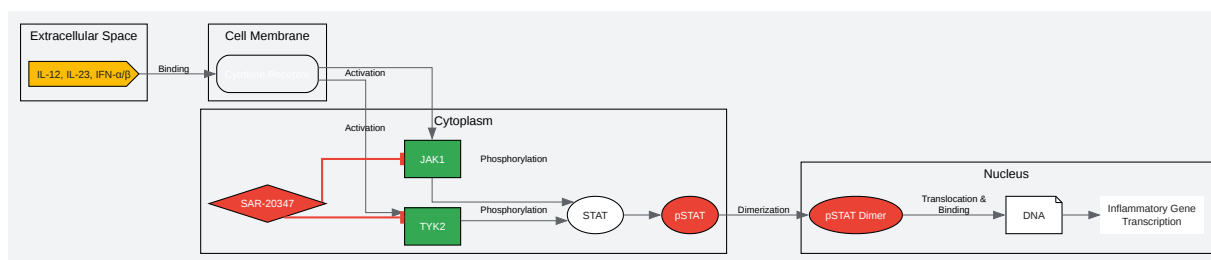 Extracellular Space
IL-12, IL-23, IFN-α/β
Binding
Cell Membrane
Cytokine Receptor
Activation
Activation
Cytoplasm
JAK1
Phosphorylation
SAR-20347
TYK2
Phosphorylation
STAT
pSTAT
Dimerization
Nucleus
pSTAT Dimer
Translocation &
Binding
DNA
Inflammatory Gene
Transcription